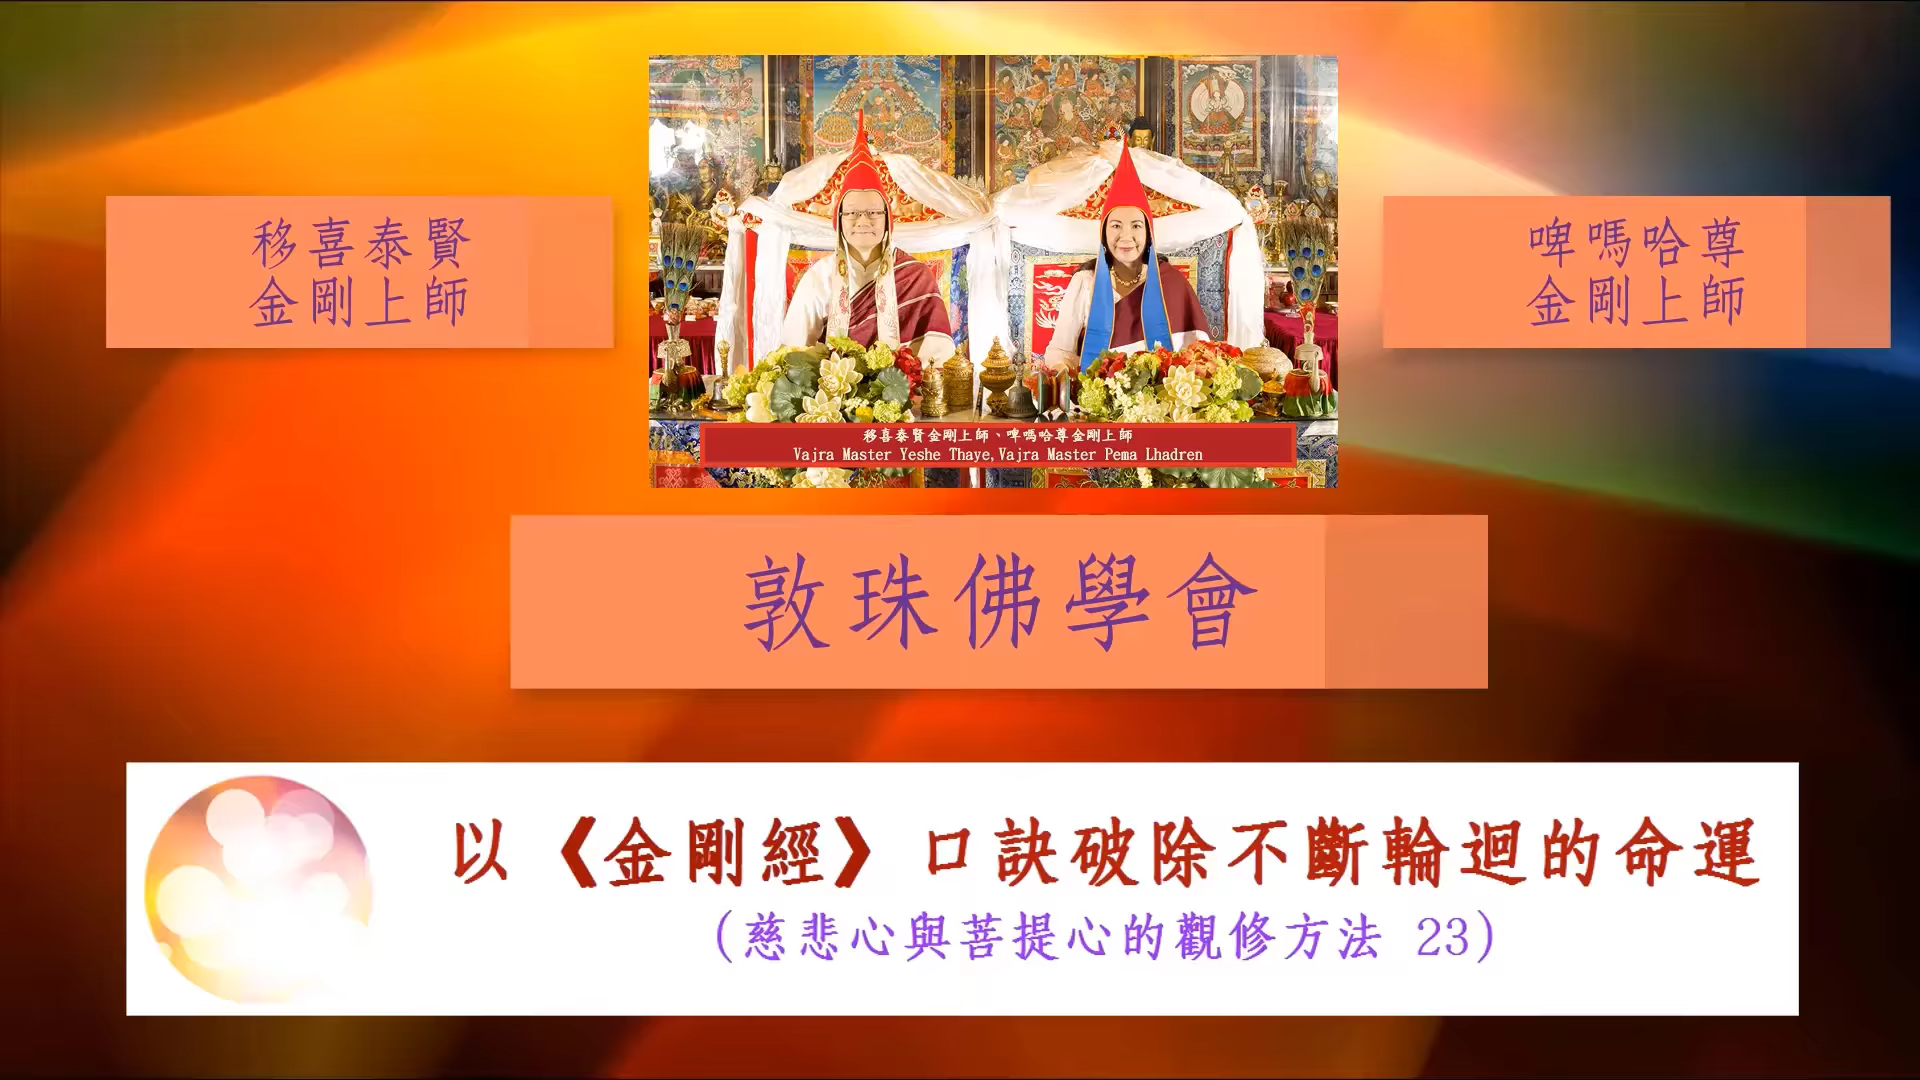 移喜泰賢
金剛上師
啤嗎哈尊
金剛上師
移喜泰賢金剛上師、啤嗎哈尊金剛上師
Vajra Master Yeshe Thaye,Vajra Master Pema Lhadren
敦珠佛學會
以《金剛經》口訣破除不斷輪迴的命運
(慈悲心與菩提心的觀修方法 23)